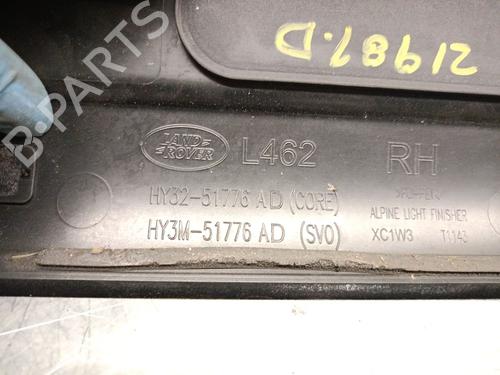 21987.D
B-PARTS
LAND ROVER L462 RH
HY32-51776 AD (CORE)
HY3M-51776 AD (SVO)
ALPINE LIGHT FINISHER
XC1W3 T1143